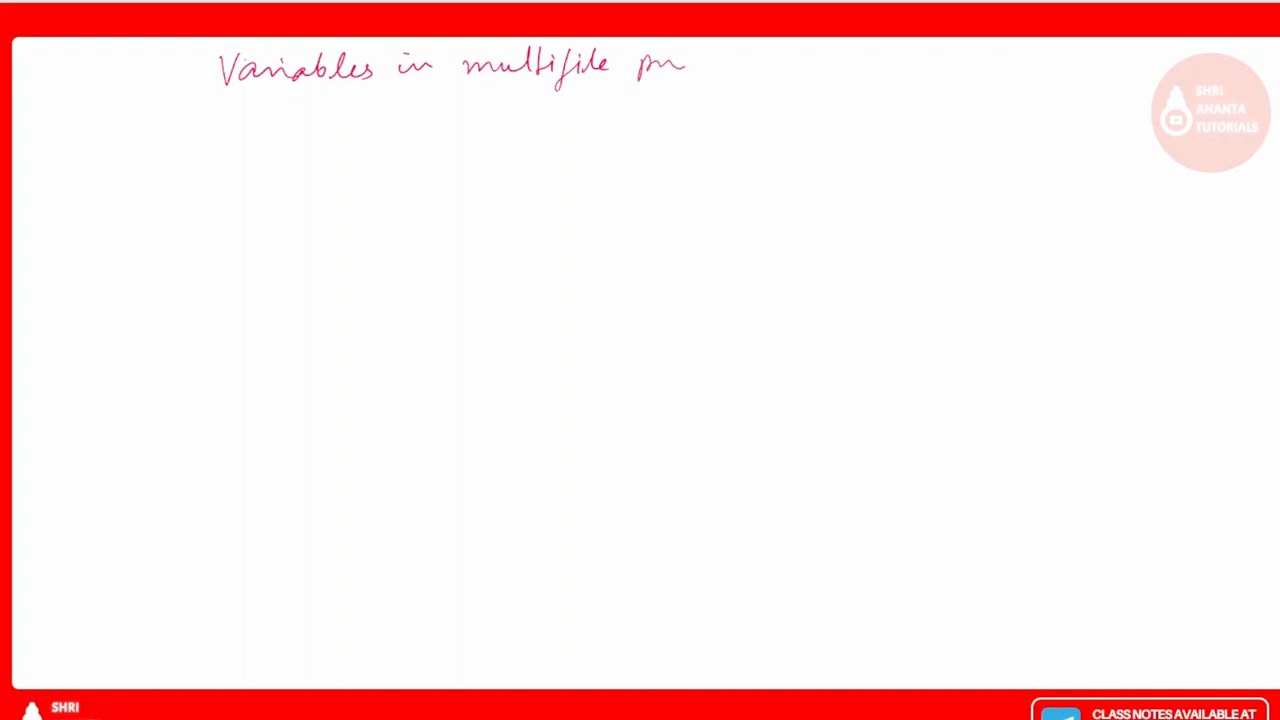 Variables in multifile pr
SHRI
ANANTA
TUTORIALS
SHRI
CLASS NOTES AVAILABLE AT